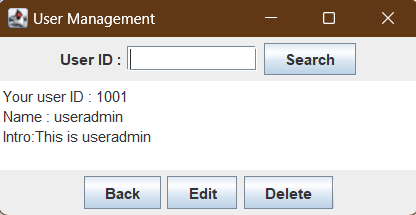 User Management
User ID :
Search
Your user ID : 1001
Name : useradmin
Intro:This is useradmin
Back
Edit
Delete